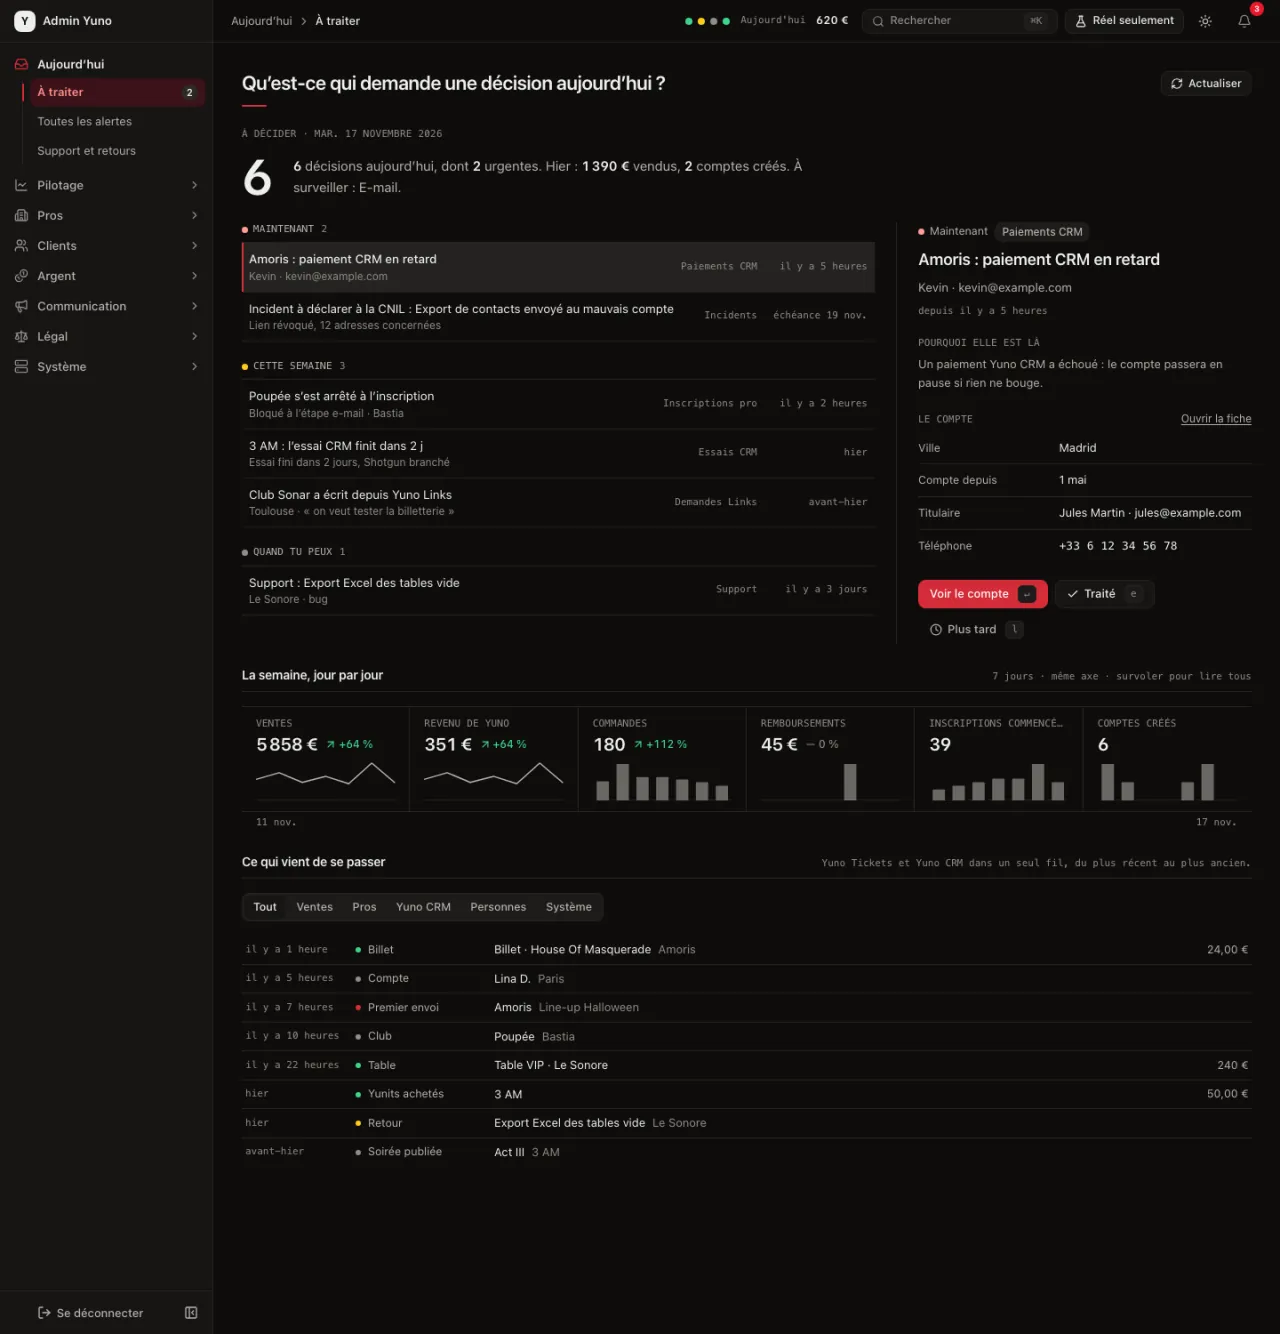 Y Admin Yuno
Aujourd'hui
À traiter 2
Toutes les alertes
Support et retours
Pilotage
Pros
Clients
Argent
Communication
Légal
Système
Se déconnecter
Aujourd'hui > À traiter
Aujourd'hui 620 €
Rechercher ⌘K
Réel seulement
3
Qu'est-ce qui demande une décision aujourd'hui ?
Actualiser
À DÉCIDER · MAR. 17 NOVEMBRE 2026
6
6 décisions aujourd'hui, dont 2 urgentes. Hier : 1 390 € vendus, 2 comptes créés. À
surveiller : E-mail.
MAINTENANT 2
Amoris : paiement CRM en retard
Kevin · kevin@example.com
Paiements CRM il y a 5 heures
Incident à déclarer à la CNIL : Export de contacts envoyé au mauvais compte
Lien révoqué, 12 adresses concernées
Incidents échéance 19 nov.
CETTE SEMAINE 3
Poupée s'est arrêté à l'inscription
Bloqué à l'étape e-mail · Bastia
Inscriptions pro il y a 2 heures
3 AM : l'essai CRM finit dans 2 j
Essai fini dans 2 jours, Shotgun branché
Essais CRM hier
Club Sonar a écrit depuis Yuno Links
Toulouse · « on veut tester la billetterie »
Demandes Links avant-hier
QUAND TU PEUX 1
Support : Export Excel des tables vide
Le Sonore · bug
Support il y a 3 jours
Maintenant Paiements CRM
Amoris : paiement CRM en retard
Kevin · kevin@example.com
depuis il y a 5 heures
POURQUOI ELLE EST LÀ
Un paiement Yuno CRM a échoué : le compte passera en
pause si rien ne bouge.
LE COMPTE Ouvrir la fiche
Ville Madrid
Compte depuis 1 mai
Titulaire Jules Martin · jules@example.com
Téléphone +33 6 12 34 56 78
Voir le compte ↵
Traité e
Plus tard l
La semaine, jour par jour
7 jours · même axe · survoler pour lire tous
VENTES
5 858 € +64 %
REVENU DE YUNO
351 € +64 %
COMMANDES
180 +112 %
REMBOURSEMENTS
45 € 0 %
INSCRIPTIONS COMMENCÉ…
39
COMPTES CRÉÉS
6
11 nov. 17 nov.
Ce qui vient de se passer
Yuno Tickets et Yuno CRM dans un seul fil, du plus récent au plus ancien.
Tout Ventes Pros Yuno CRM Personnes Système
il y a 1 heure Billet Billet · House Of Masquerade Amoris 24,00 €
il y a 5 heures Compte Lina D. Paris
il y a 7 heures Premier envoi Amoris Line-up Halloween
il y a 10 heures Club Poupée Bastia
il y a 22 heures Table Table VIP · Le Sonore 240 €
hier Yunits achetés 3 AM 50,00 €
hier Retour Export Excel des tables vide Le Sonore
avant-hier Soirée publiée Act III 3 AM